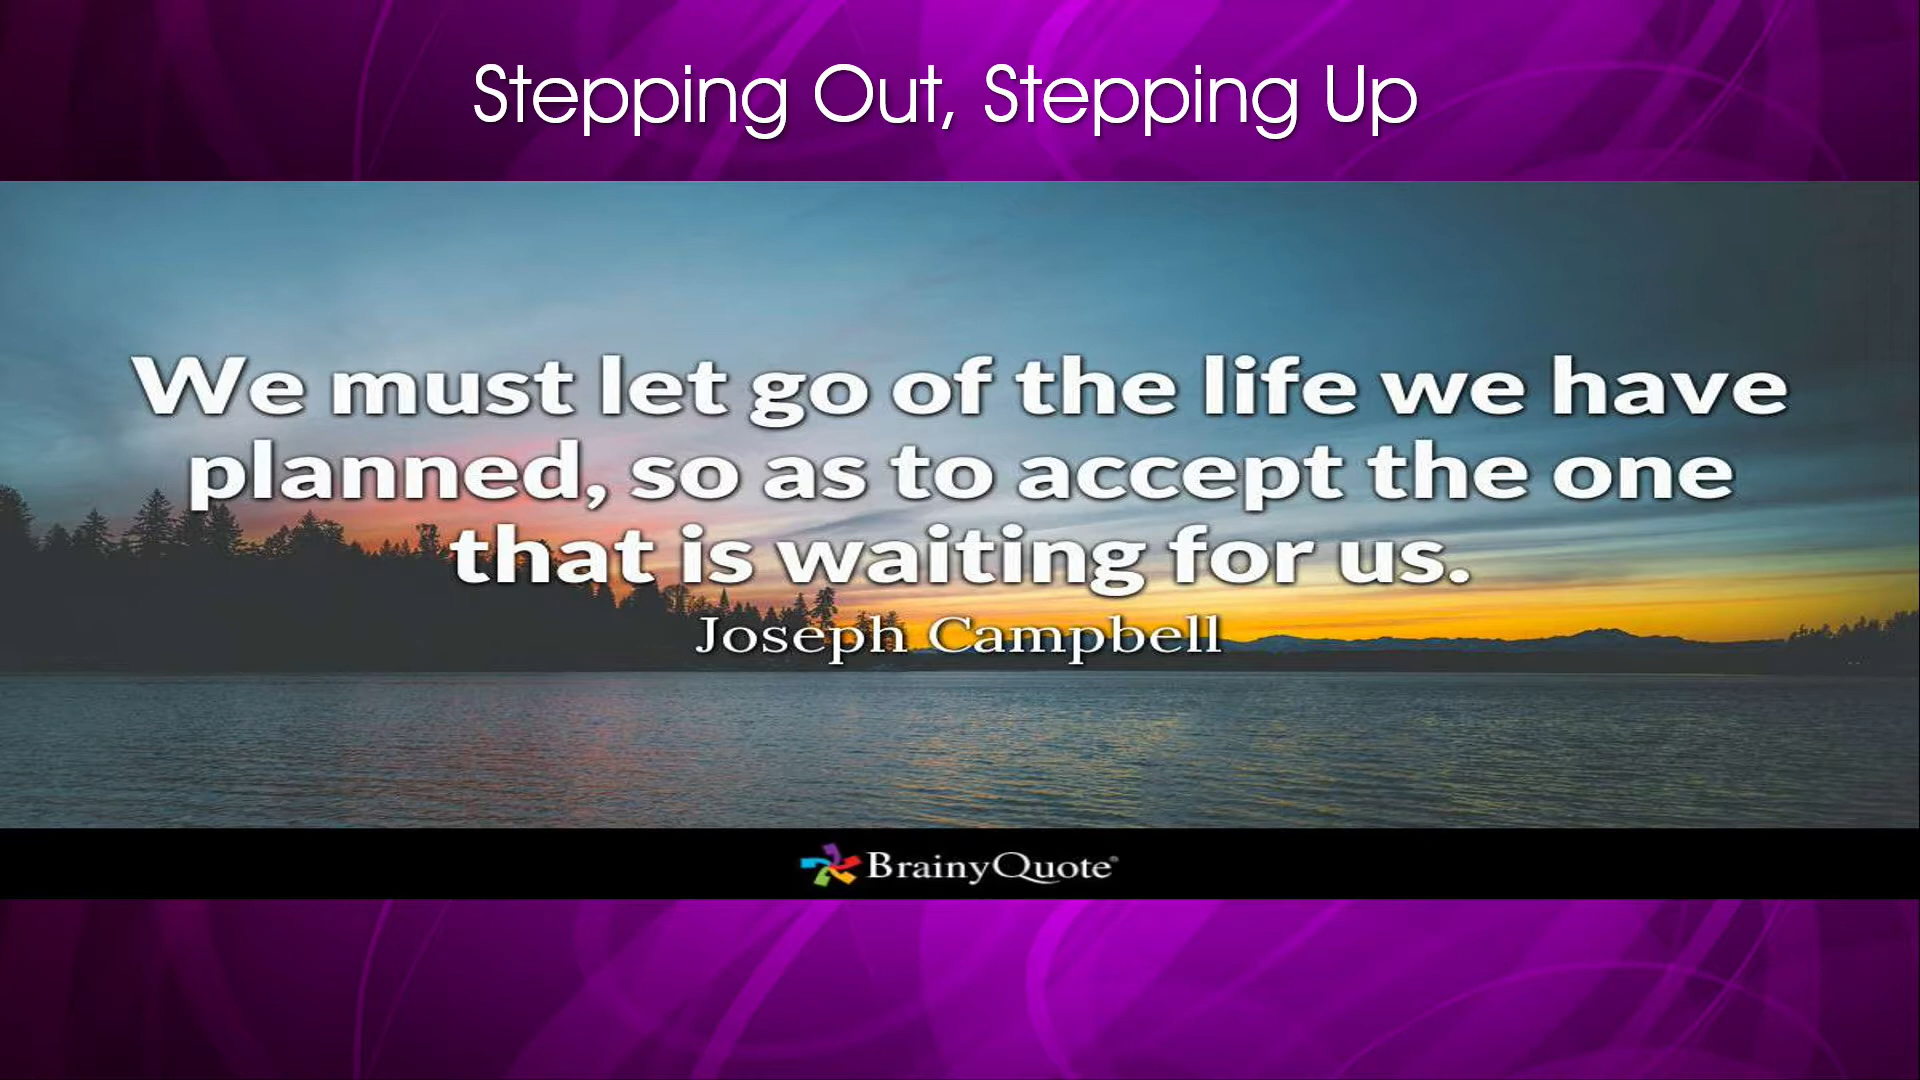 Stepping Out, Stepping Up
We must let go of the life we have
planned, so as to accept the one
that is waiting for us.
Joseph Campbell
BrainyQuote®